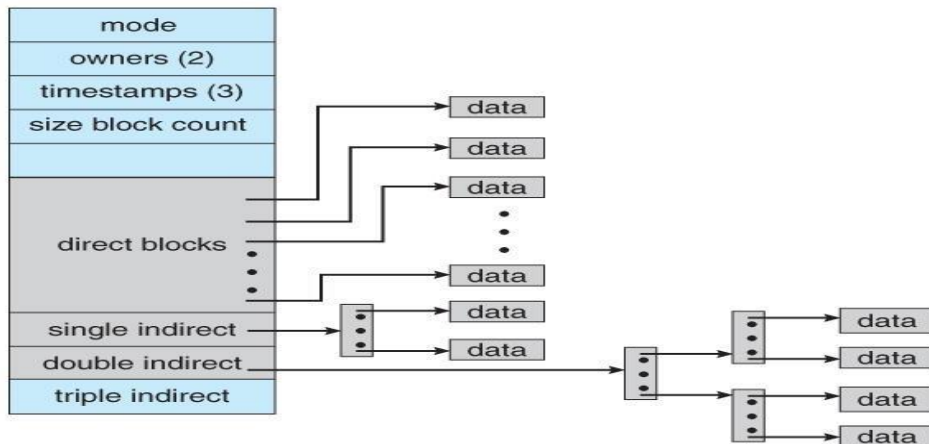 mode
owners (2)
timestamps (3)
size block count
direct blocks
single indirect
double indirect
triple indirect
data
data
data
data
data
data
data
data
data
data